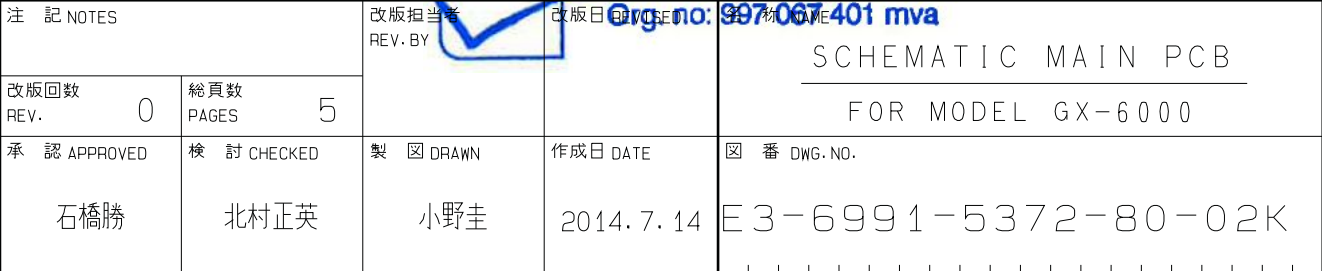 注 記 NOTES
改版担当者
REV. BY
改版日 REVISED.
Org. no: 997 067 401 mva
名 称 NAME
SCHEMATIC MAIN PCB
FOR MODEL GX-6000
改版回数
REV. 0
総頁数
PAGES 5
承 認 APPROVED
検 討 CHECKED
製 図 DRAWN
作成日 DATE
図 番 DWG. NO.
石橋勝
北村正英
小野圭
2014. 7. 14
E3-6991-5372-80-02K